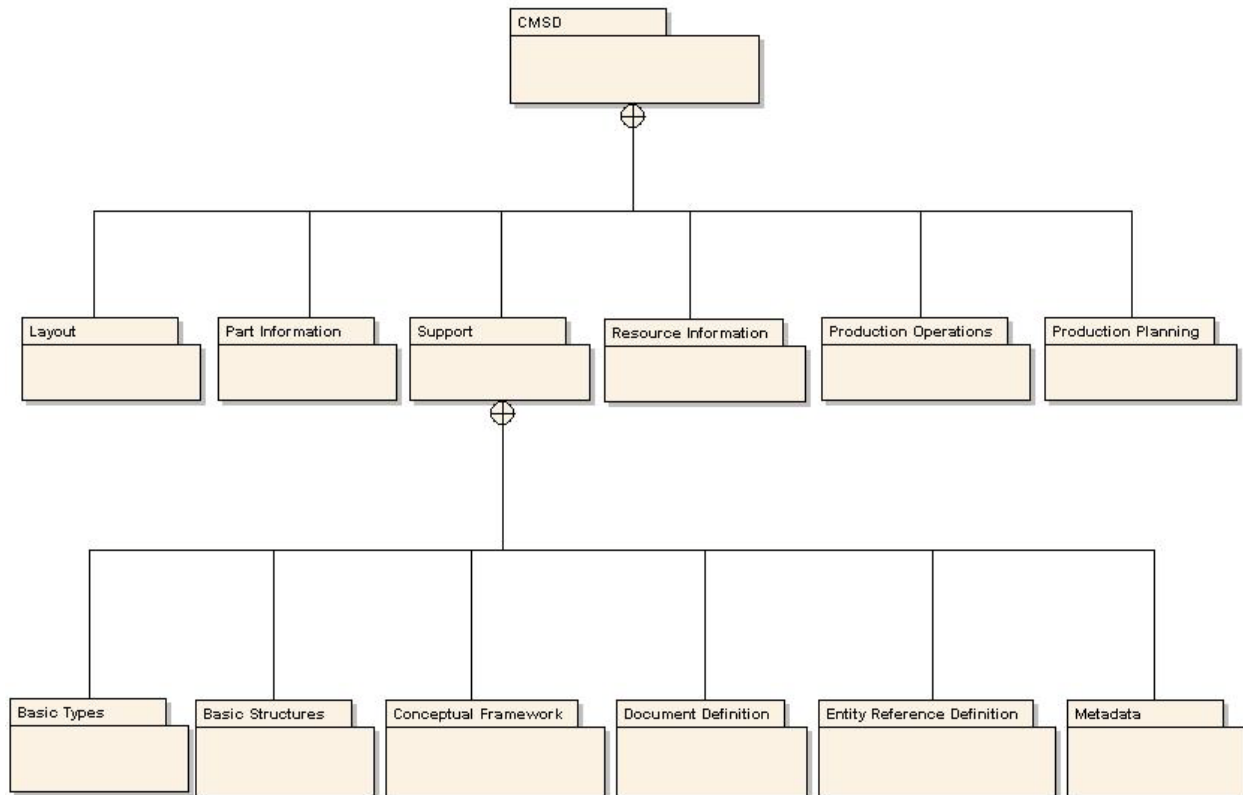 CMSD
Layout
Part Information
Support
Resource Information
Production Operations
Production Planning
Basic Types
Basic Structures
Conceptual Framework
Document Definition
Entity Reference Definition
Metadata